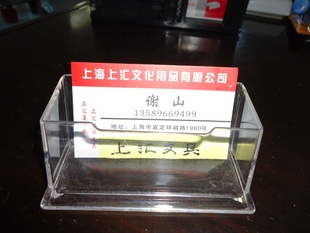 上海上汇文化用品有限公司
谢 山
13589669499
地址：上海市嘉定环城路1980号
上汇文具